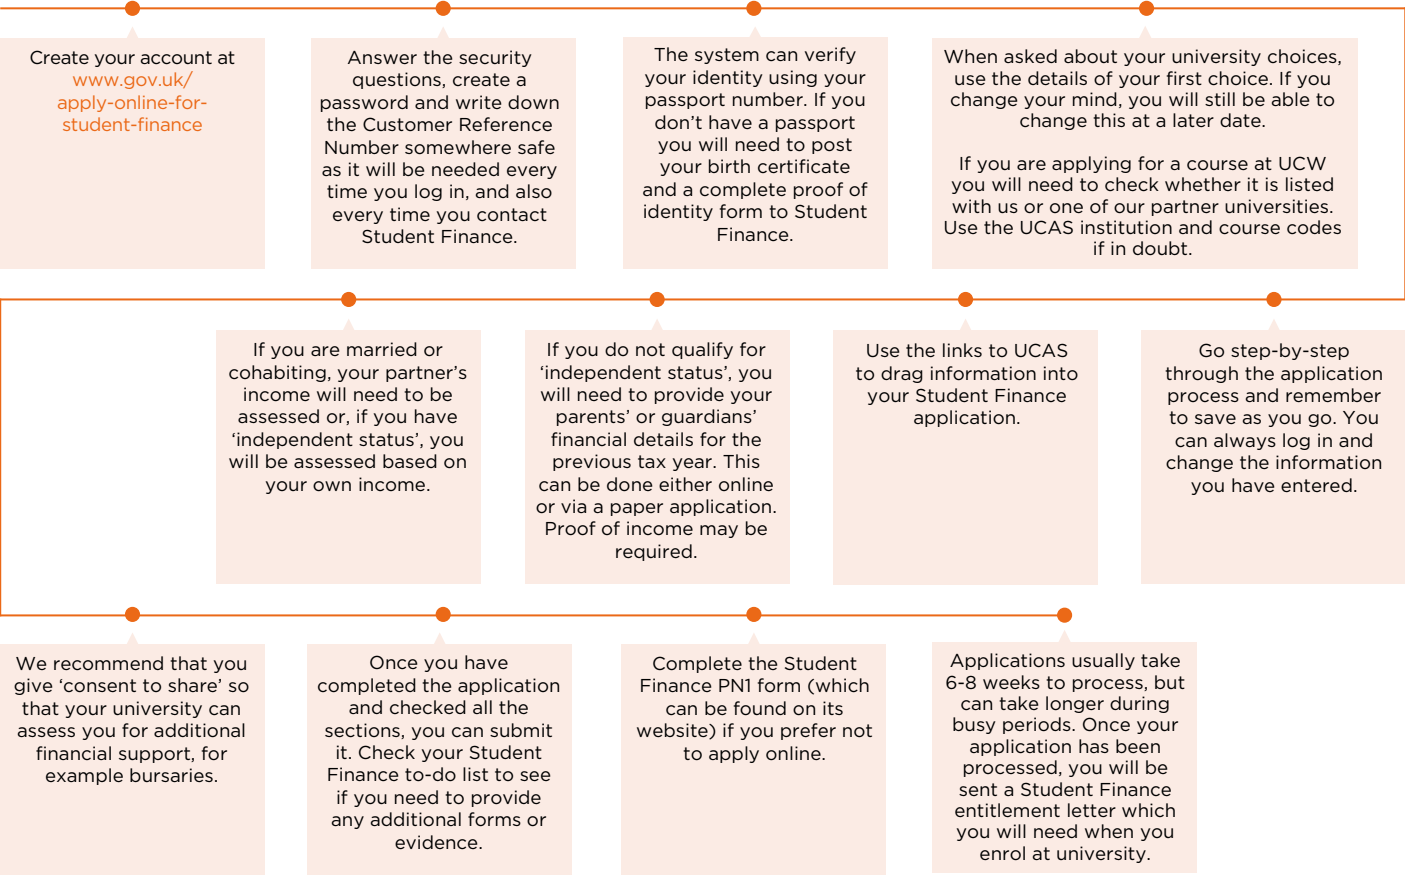 Create your account at
www.gov.uk/
apply-online-for-
student-finance
Answer the security
questions, create a
password and write down
the Customer Reference
Number somewhere safe
as it will be needed every
time you log in, and also
every time you contact
Student Finance.
The system can verify
your identity using your
passport number. If you
don’t have a passport
you will need to post
your birth certificate
and a complete proof of
identity form to Student
Finance.
When asked about your university choices,
use the details of your first choice. If you
change your mind, you will still be able to
change this at a later date.
If you are applying for a course at UCW
you will need to check whether it is listed
with us or one of our partner universities.
Use the UCAS institution and course codes
if in doubt.
Go step-by-step
through the application
process and remember
to save as you go. You
can always log in and
change the information
you have entered.
Use the links to UCAS
to drag information into
your Student Finance
application.
If you do not qualify for
‘independent status’, you
will need to provide your
parents’ or guardians’
financial details for the
previous tax year. This
can be done either online
or via a paper application.
Proof of income may be
required.
If you are married or
cohabiting, your partner’s
income will need to be
assessed or, if you have
‘independent status’, you
will be assessed based on
your own income.
We recommend that you
give ‘consent to share’ so
that your university can
assess you for additional
financial support, for
example bursaries.
Once you have
completed the application
and checked all the
sections, you can submit
it. Check your Student
Finance to-do list to see
if you need to provide
any additional forms or
evidence.
Complete the Student
Finance PN1 form (which
can be found on its
website) if you prefer not
to apply online.
Applications usually take
6-8 weeks to process, but
can take longer during
busy periods. Once your
application has been
processed, you will be
sent a Student Finance
entitlement letter which
you will need when you
enrol at university.